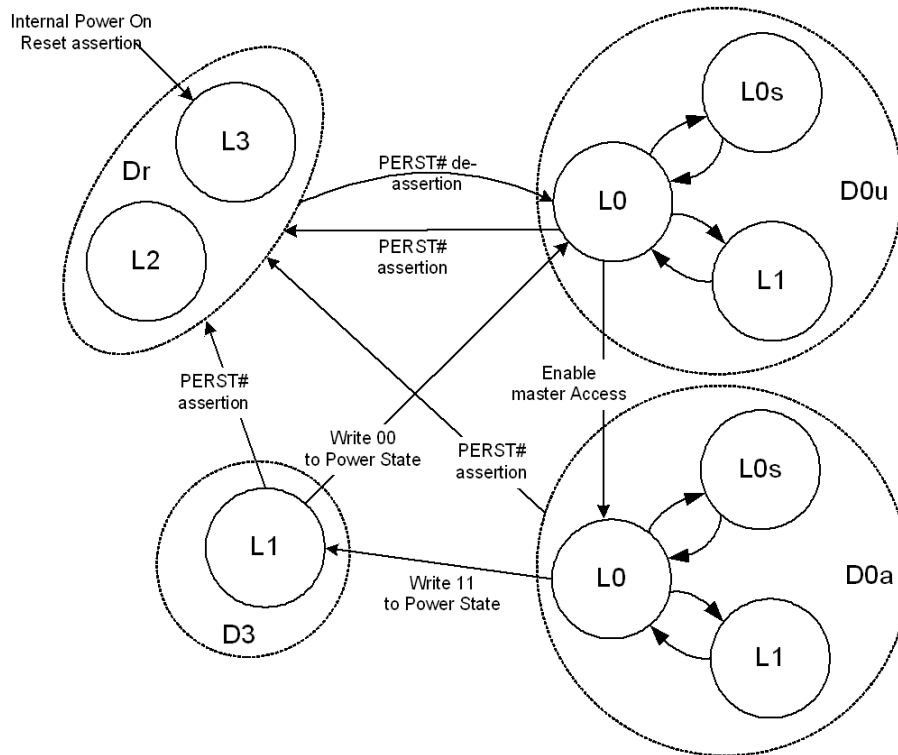 Internal Power On
Reset assertion
L3
Dr
L2
PERST# de-
assertion
PERST#
assertion
L0s
L0
D0u
L1
PERST#
assertion
Enable
master Access
Write 00
to Power State
PERST#
assertion
L0s
L1
L0
D0a
Write 11
to Power State
D3
L1